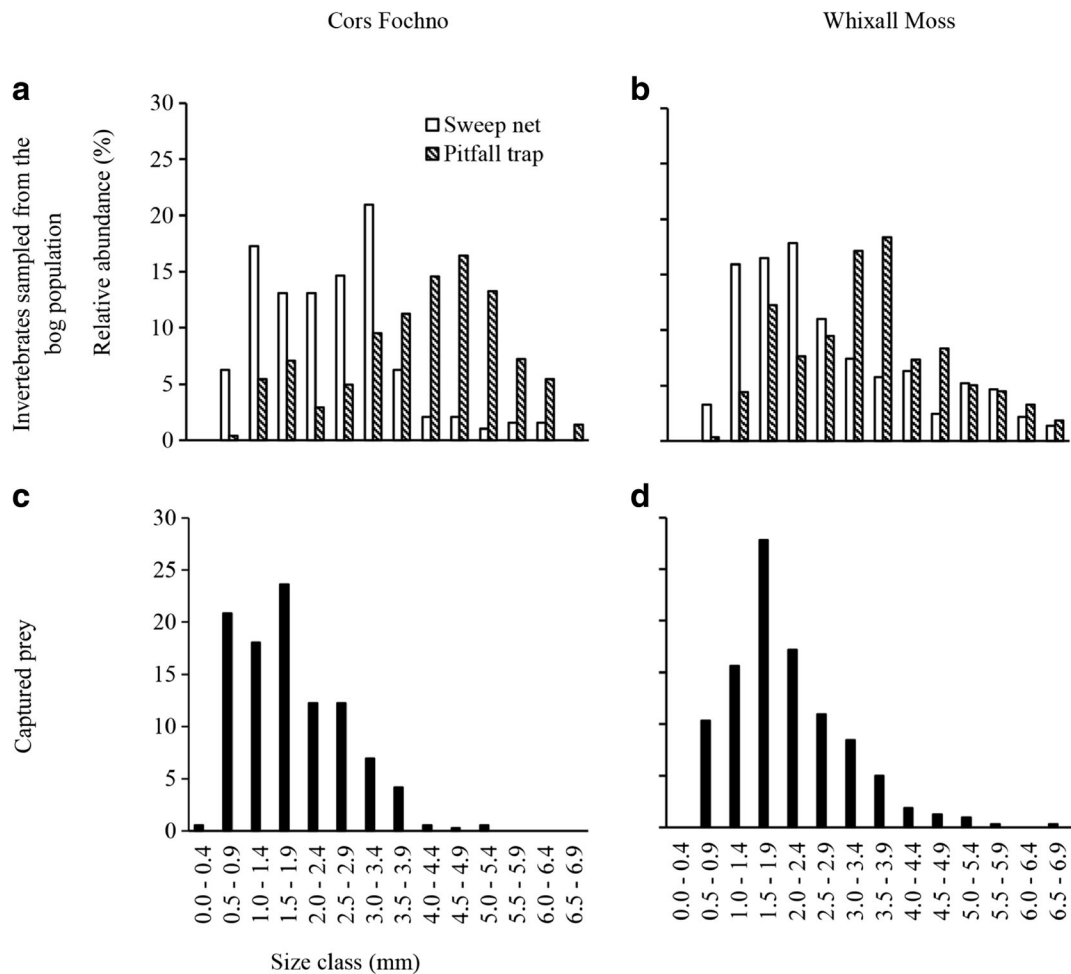 Cors Fochno
Whixall Moss
a
b
Invertebrates sampled from the
bog population
Relative abundance (%)
30
25
20
15
10
5
0
Sweep net
Pitfall trap
c
d
Captured prey
30
25
20
15
10
5
0
0.0 - 0.4
0.5 - 0.9
1.0 - 1.4
1.5 - 1.9
2.0 - 2.4
2.5 - 2.9
3.0 - 3.4
3.5 - 3.9
4.0 - 4.4
4.5 - 4.9
5.0 - 5.4
5.5 - 5.9
6.0 - 6.4
6.5 - 6.9
0.0 - 0.4
0.5 - 0.9
1.0 - 1.4
1.5 - 1.9
2.0 - 2.4
2.5 - 2.9
3.0 - 3.4
3.5 - 3.9
4.0 - 4.4
4.5 - 4.9
5.0 - 5.4
5.5 - 5.9
6.0 - 6.4
6.5 - 6.9
Size class (mm)